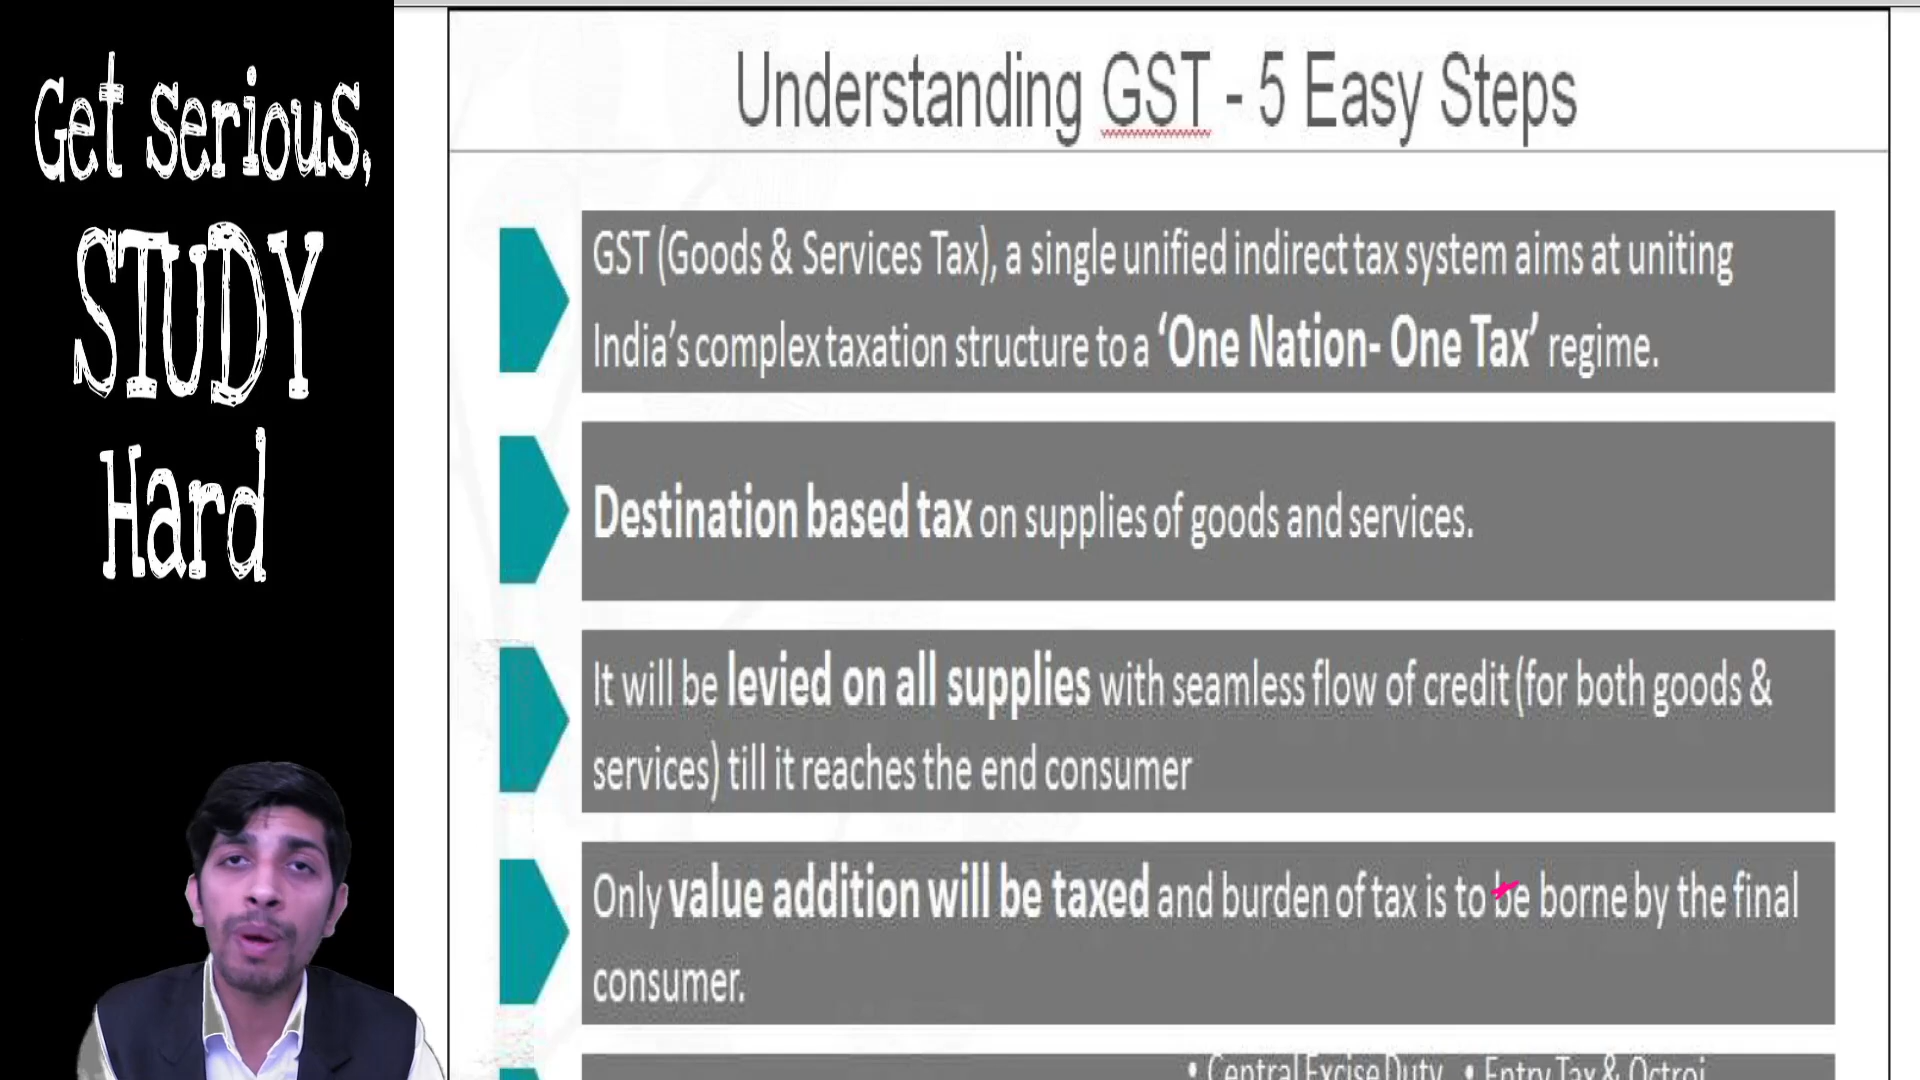 Get serious,
STUDY
Hard
Understanding GST - 5 Easy Steps
GST (Goods & Services Tax), a single unified indirect tax system aims at uniting
India's complex taxation structure to a 'One Nation- One Tax' regime.
Destination based tax on supplies of goods and services.
It will be levied on all supplies with seamless flow of credit (for both goods &
services) till it reaches the end consumer
Only value addition will be taxed and burden of tax is to be borne by the final
consumer.
• Central Excise Duty • Entry Tax & Octroi